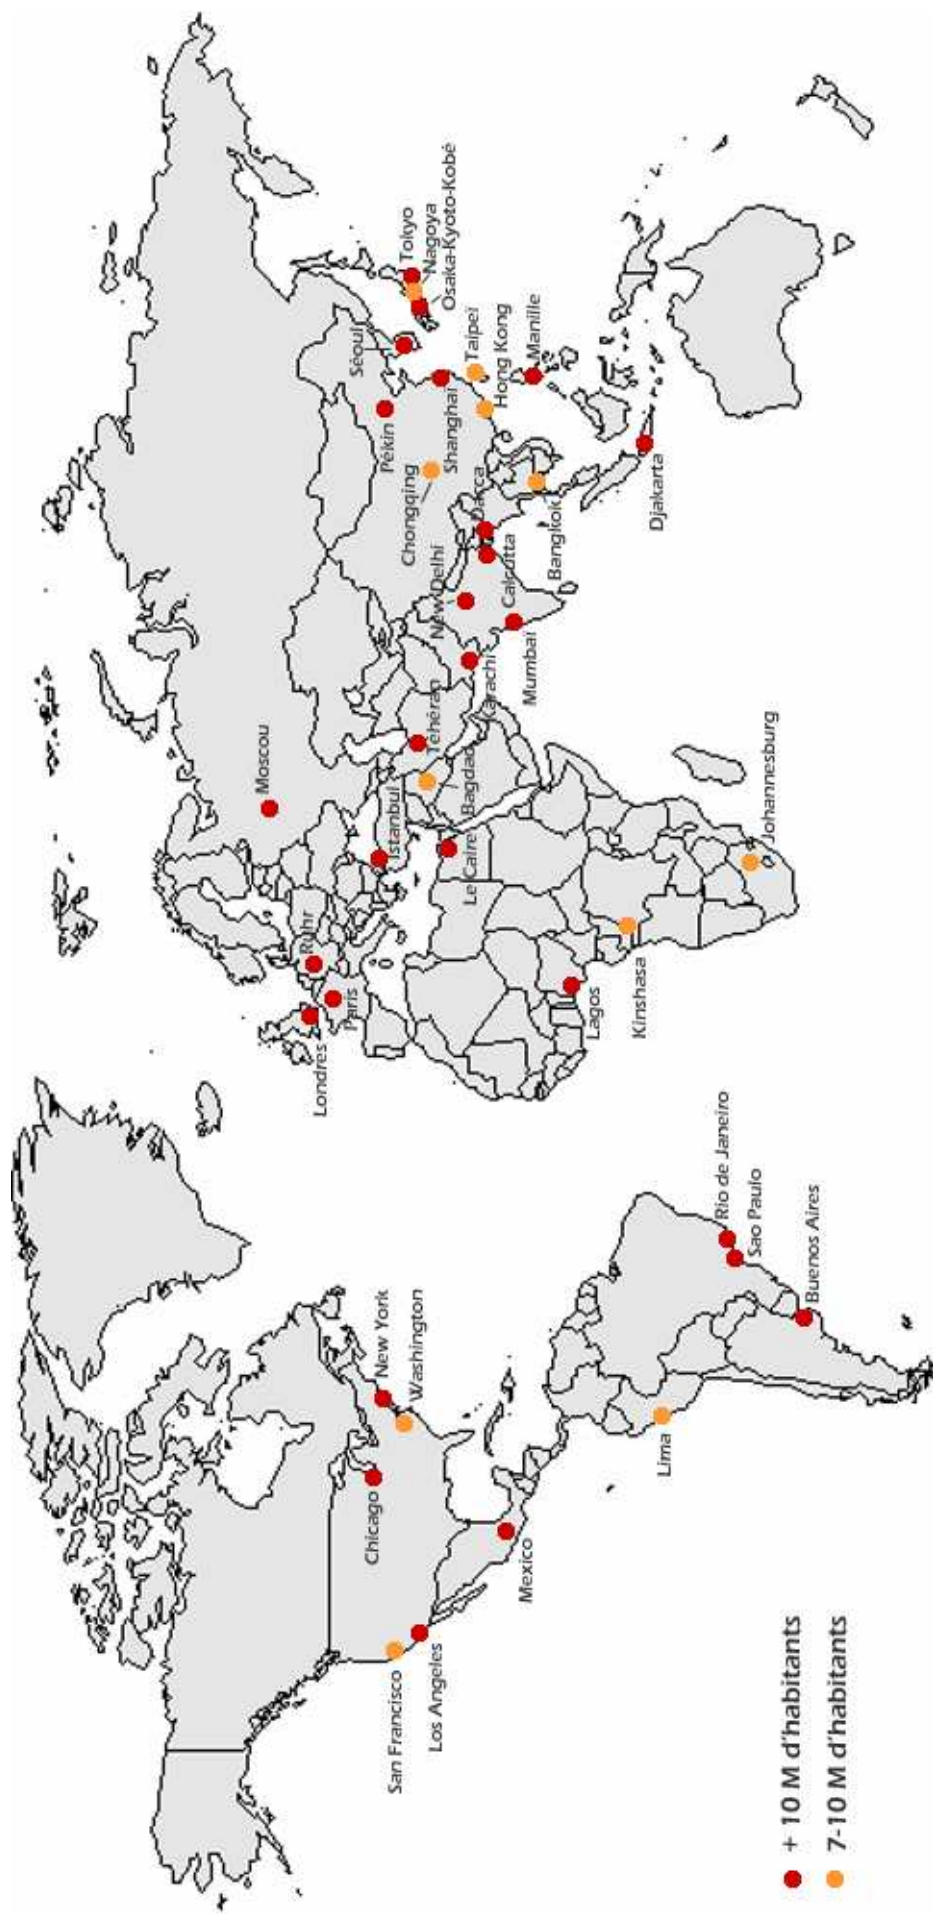 Moscou
Londres
Ruhr
Paris
Istanbul
Séoul
Pékin
Tokyo
Nagoya
Osaka-Kyoto-Kobé
Chicago
New York
Washington
San Francisco
Los Angeles
Téhéran
Bagdad
Le Caire
Chongqing
Shanghai
Taipei
Hong Kong
New Delhi
Dacca
Karachi
Calcutta
Mumbai
Mexico
Bangkok
Manille
Lagos
Kinshasa
Djakarta
Lima
Rio de Janeiro
Sao Paulo
Johannesburg
Buenos Aires
+ 10 M d'habitants
7-10 M d'habitants